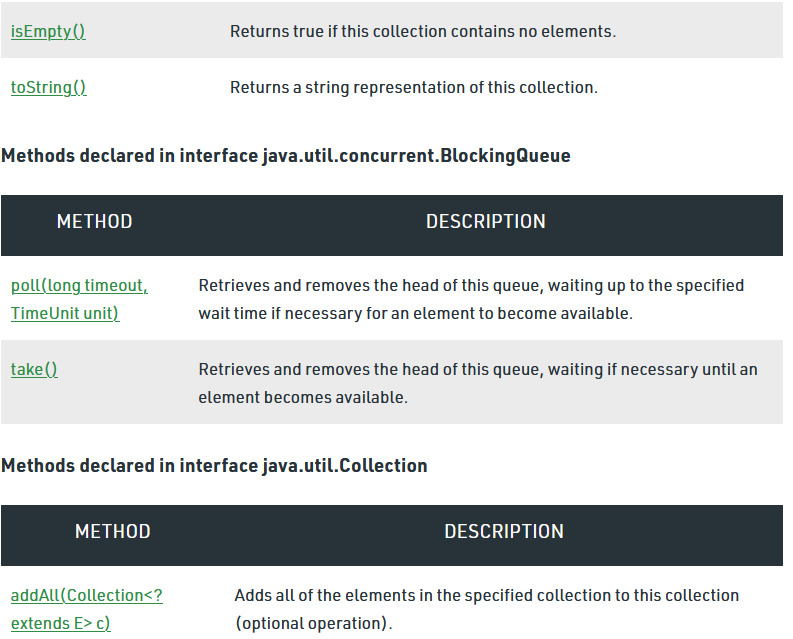 isEmpty() Returns true if this collection contains no elements.
toString() Returns a string representation of this collection.
Methods declared in interface java.util.concurrent.BlockingQueue
METHOD DESCRIPTION
poll(long timeout, Retrieves and removes the head of this queue, waiting up to the specified
TimeUnit unit) wait time if necessary for an element to become available.
take() Retrieves and removes the head of this queue, waiting if necessary until an
element becomes available.
Methods declared in interface java.util.Collection
METHOD DESCRIPTION
addAll(Collection<? Adds all of the elements in the specified collection to this collection
extends E> c) (optional operation).